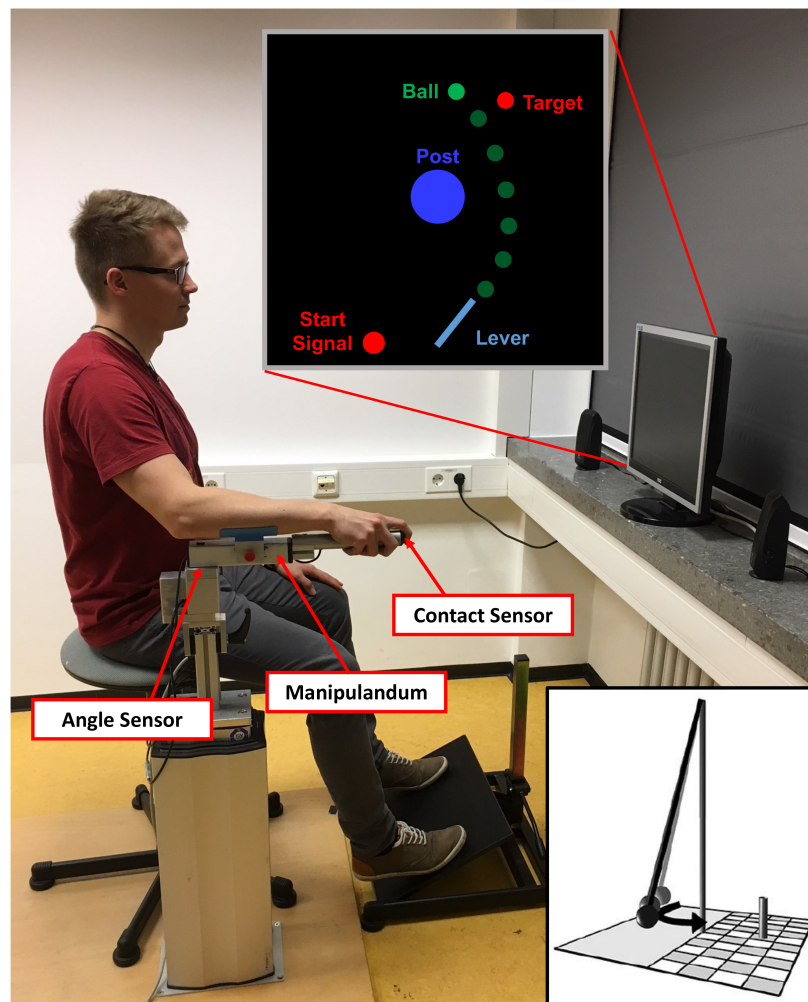 Ball
Target
Post
Start
Signal
Lever
Contact Sensor
Manipulandum
Angle Sensor